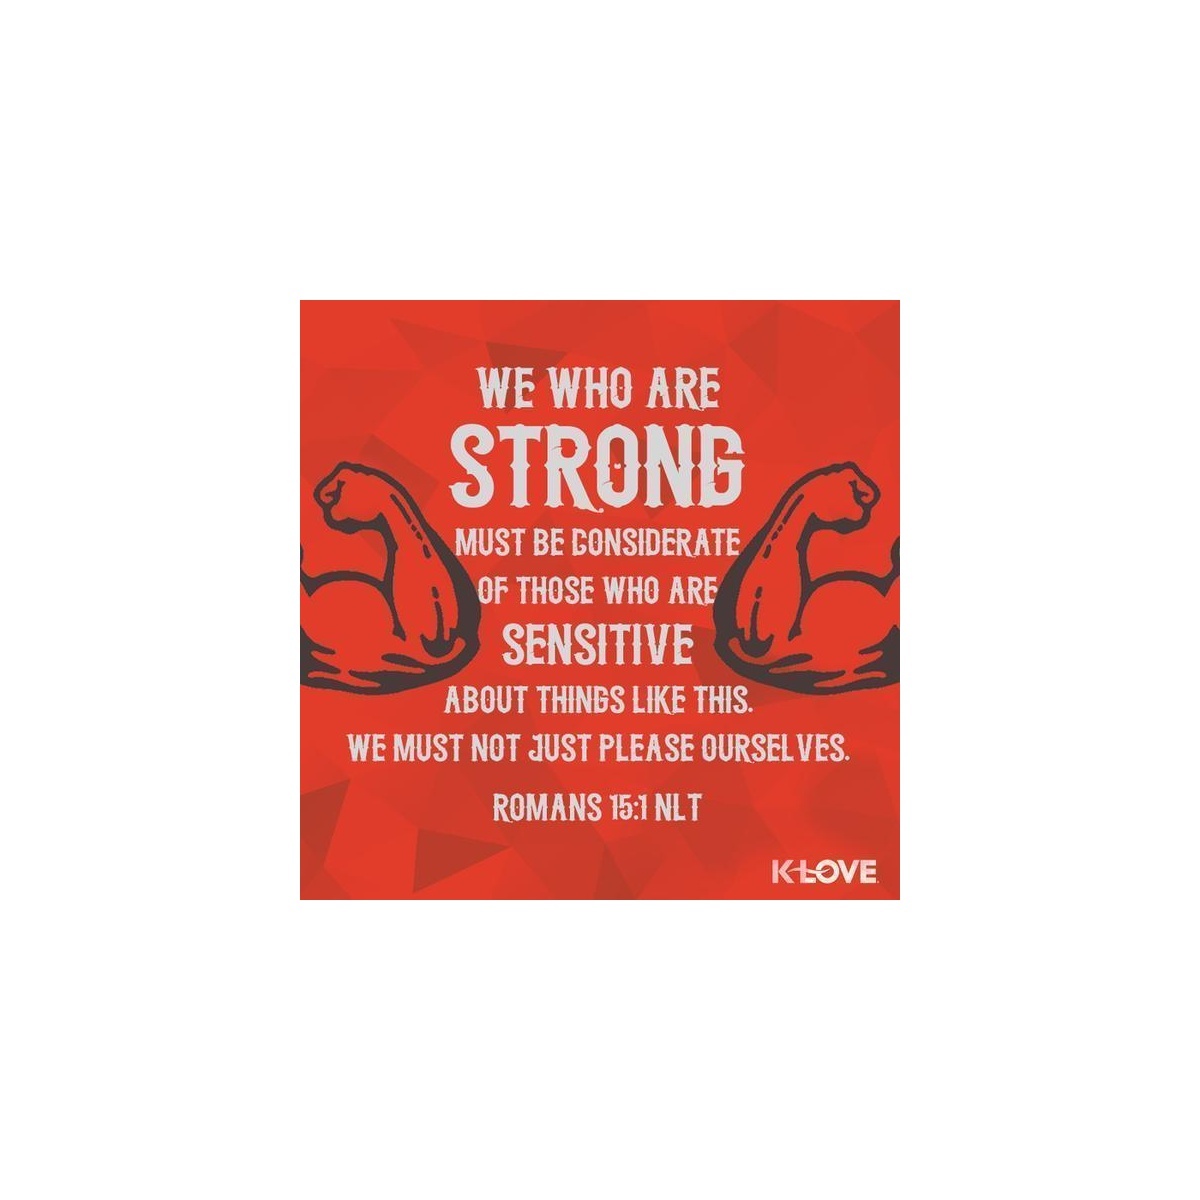 WE WHO ARE
STRONG
MUST BE CONSIDERATE
OF THOSE WHO ARE
SENSITIVE
ABOUT THINGS LIKE THIS.
WE MUST NOT JUST PLEASE OURSELVES.
ROMANS 15:1 NLT
K-LOVE.